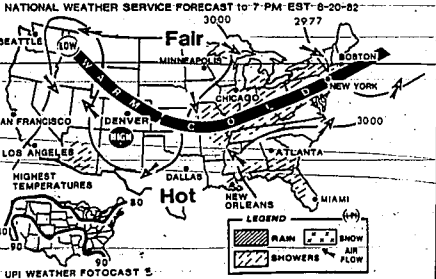 NATIONAL WEATHER SERVICE FORECAST to 7 PM EST 8-20-82
3000
2977
SEATTLE
LOW
Fair
BOSTON
MINNEAPOLIS
WARM
COLD
NEW YORK
CHICAGO
SAN FRANCISCO
DENVER
HIGH
3000
LOS ANGELES
ATLANTA
DALLAS
HIGHEST
TEMPERATURES
Hot
NEW
ORLEANS
MIAMI
80
80
90
90
LEGEND
RAIN
SNOW
SHOWERS
AIR
FLOW
UPI WEATHER FOTOCAST